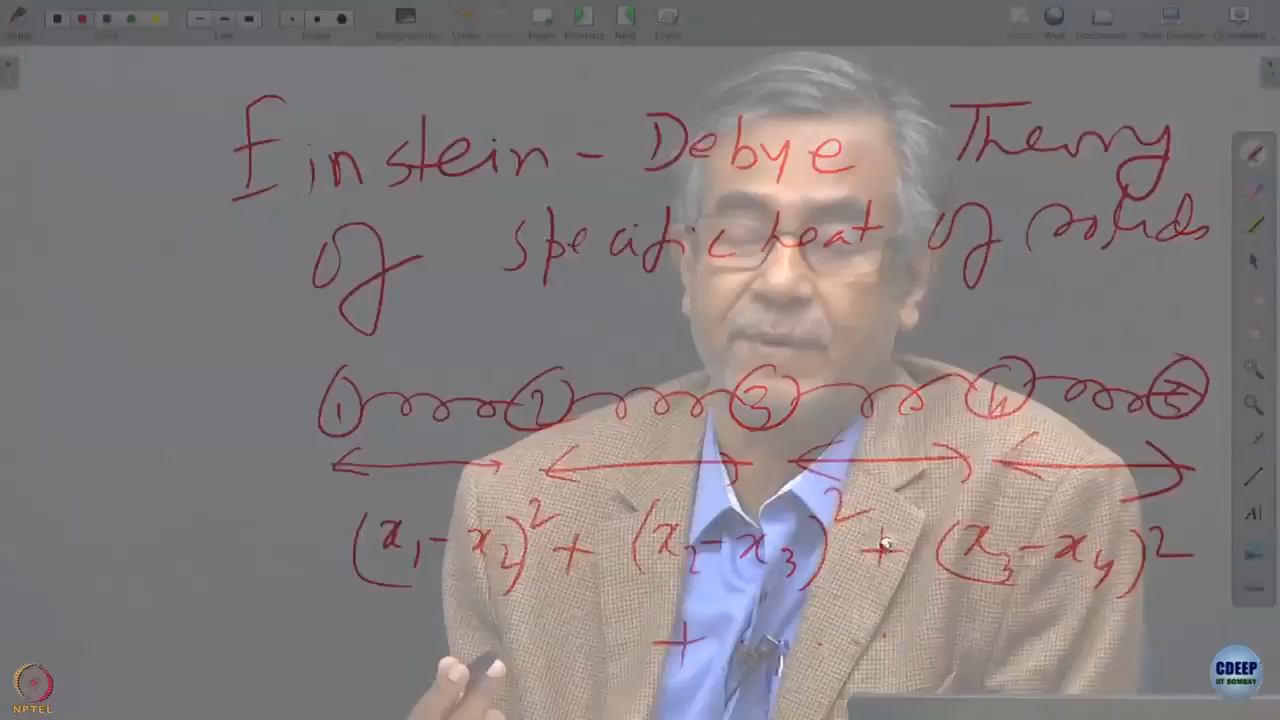 Einstein - Debye Theory
of specific heat of solids
1 2 3 4 5
(x₁ - x₂)² + (x₂ - x₃)² + (x₃ - x₄)²
+ ....
AI
NPTEL
CDEEP
IIT BOMBAY